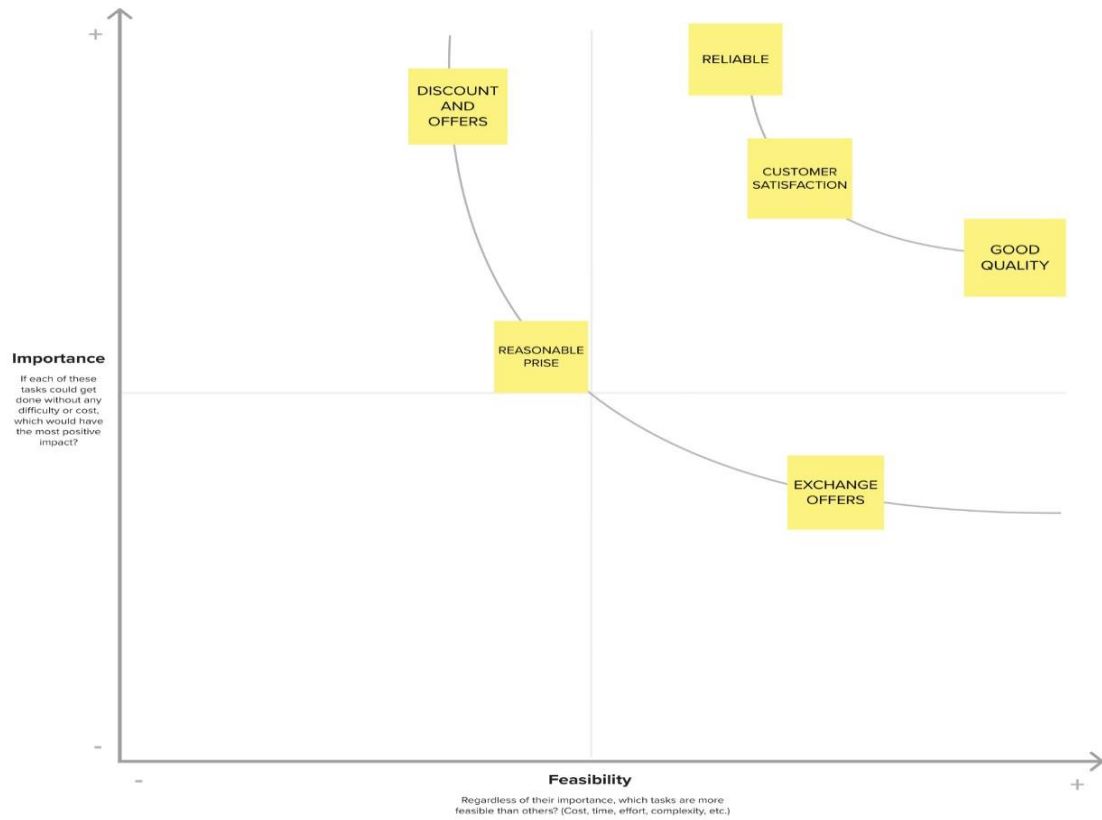 +
RELIABLE
DISCOUNT
AND
OFFERS
CUSTOMER
SATISFACTION
GOOD
QUALITY
REASONABLE
PRISE
Importance
If each of these
tasks could get
done without any
difficulty or cost,
which would have
the most positive
impact?
EXCHANGE
OFFERS
-
-
Feasibility
+
Regardless of their importance, which tasks are more
feasible than others? (Cost, time, effort, complexity, etc.)